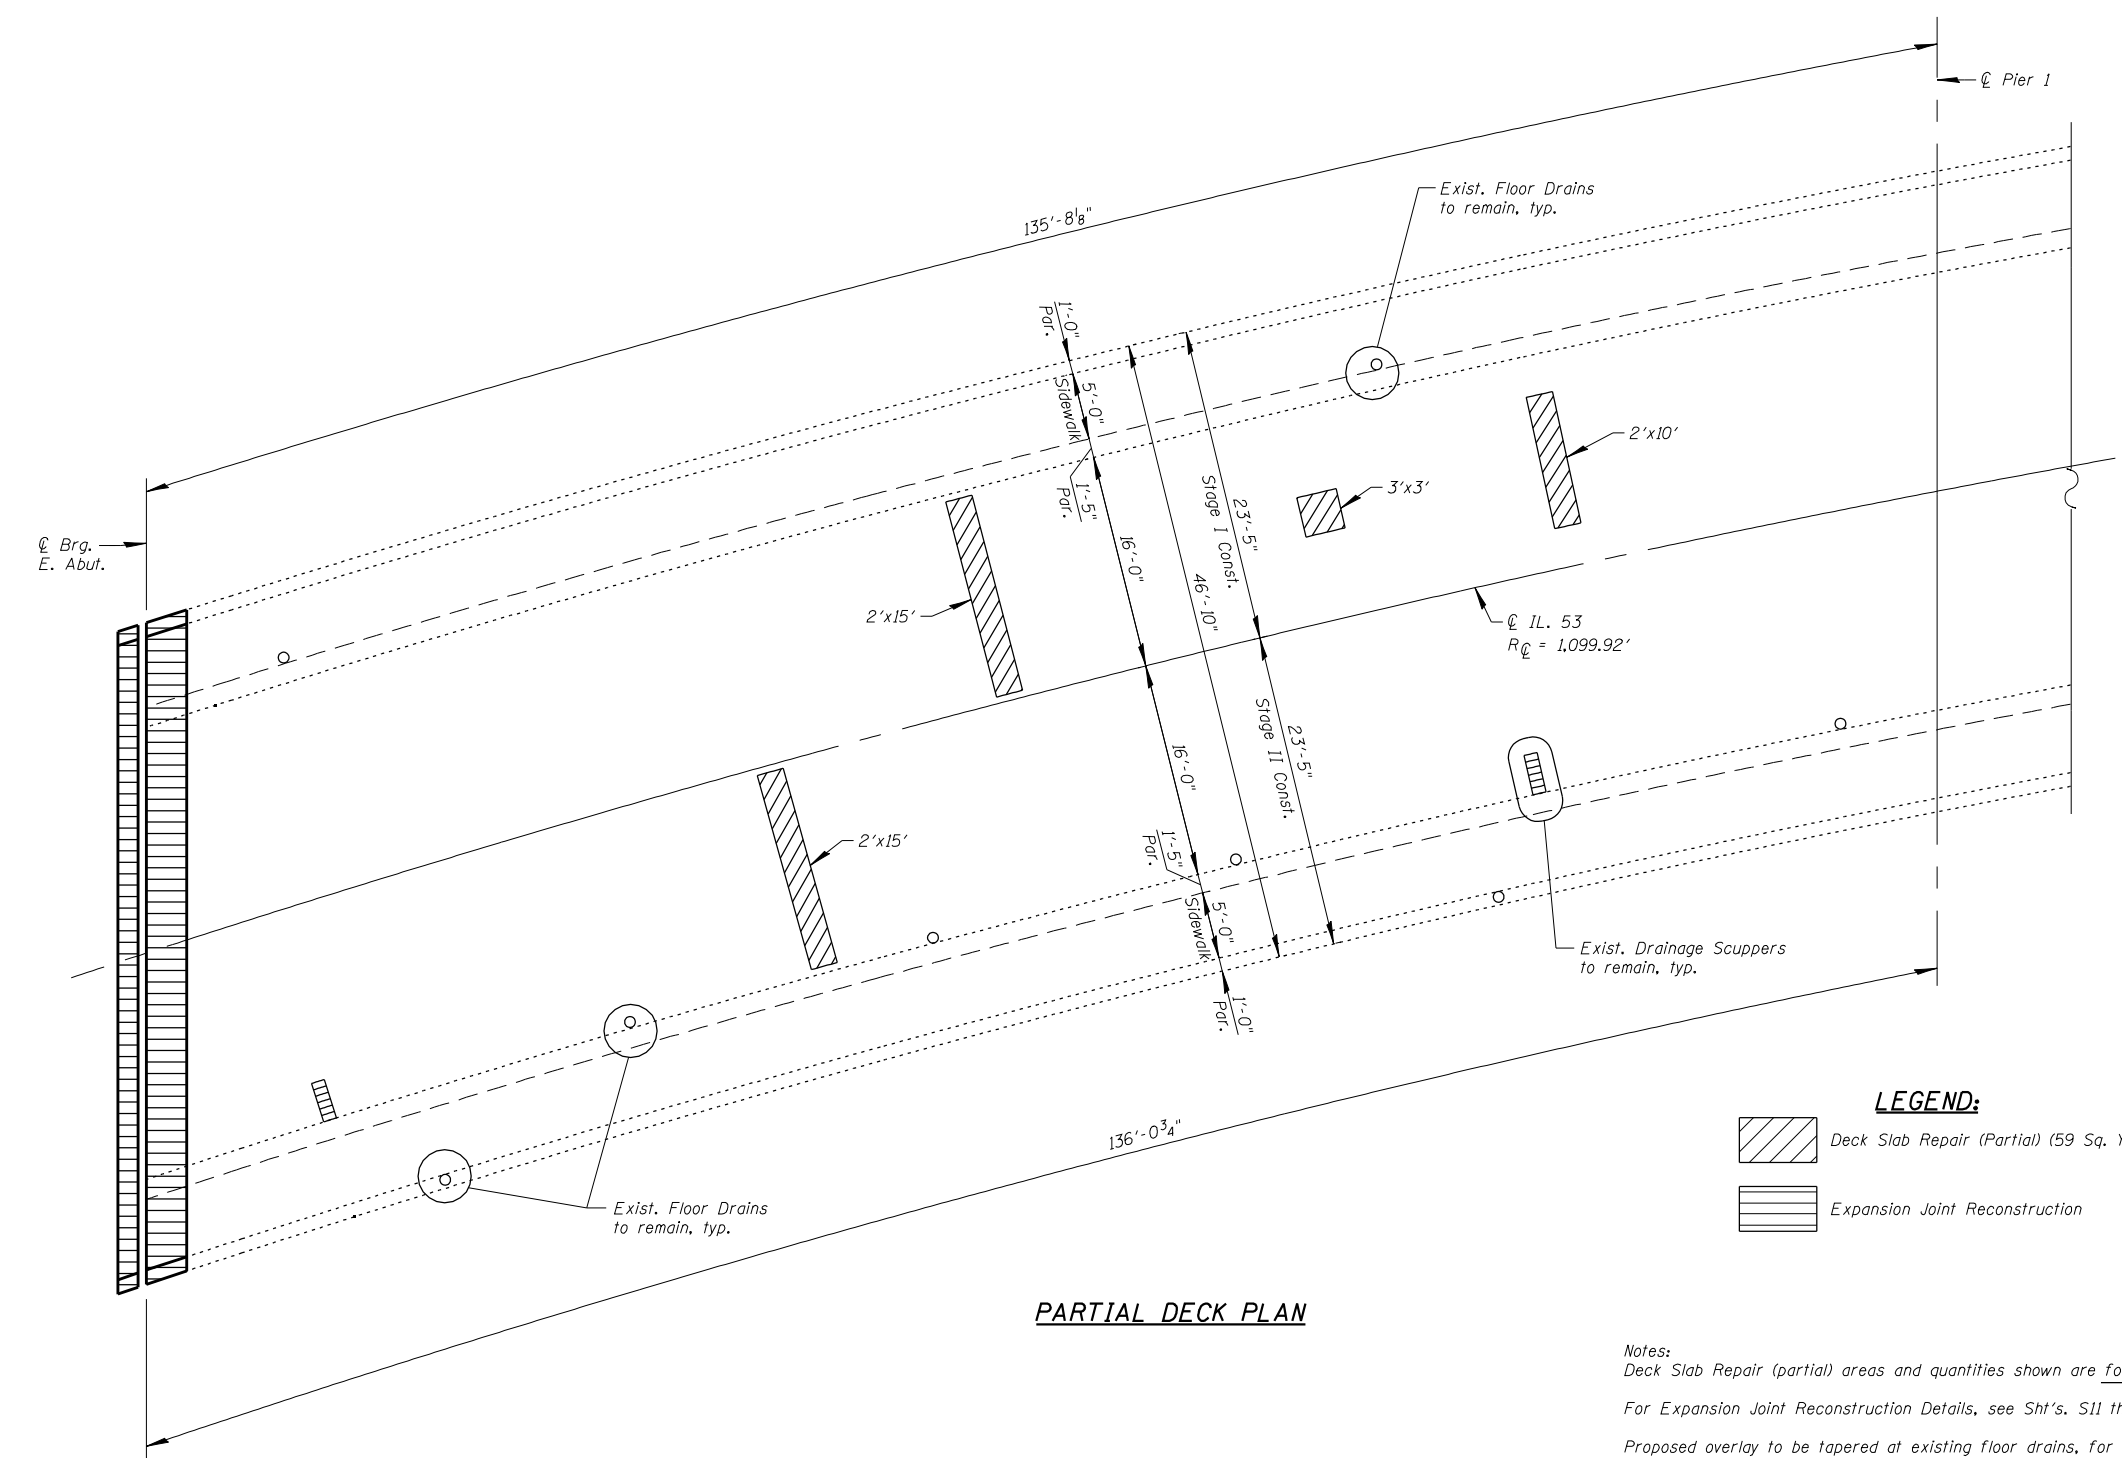 ℄ Pier 1
Exist. Floor Drains
to remain, typ.
135'-8⅛"
1'-0"
Par.
5'-0"
Sidewalk
1'-5"
Par.
2'x10'
3'x3'
23'-5"
Stage I Const.
16'-0"
46'-10"
℄ Brg.
E. Abut.
2'x15'
℄ IL. 53
R℄ = 1,099.92'
23'-5"
Stage II Const.
16'-0"
2'x15'
1'-5"
Par.
5'-0"
Sidewalk
1'-0"
Par.
Exist. Drainage Scuppers
to remain, typ.
136'-0¾"
Exist. Floor Drains
to remain, typ.
LEGEND:
Deck Slab Repair (Partial) (59 Sq.
Expansion Joint Reconstruction
PARTIAL DECK PLAN
Notes:
Deck Slab Repair (partial) areas and quantities shown are
For Expansion Joint Reconstruction Details, see Sht's. S11
Proposed overlay to be tapered at existing floor drains, for